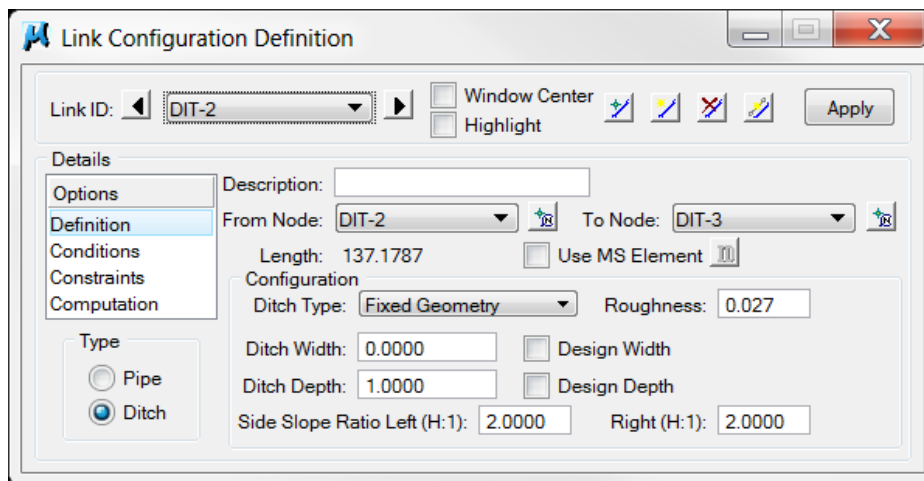 Link Configuration Definition
Link ID: DIT-2 Window Center Apply
Highlight
Details
Options
Definition
Conditions
Constraints
Computation
Type
Pipe
Ditch
Description:
From Node: DIT-2 To Node: DIT-3
Length: 137.1787 Use MS Element
Configuration
Ditch Type: Fixed Geometry Roughness: 0.027
Ditch Width: 0.0000 Design Width
Ditch Depth: 1.0000 Design Depth
Side Slope Ratio Left (H:1): 2.0000 Right (H:1): 2.0000